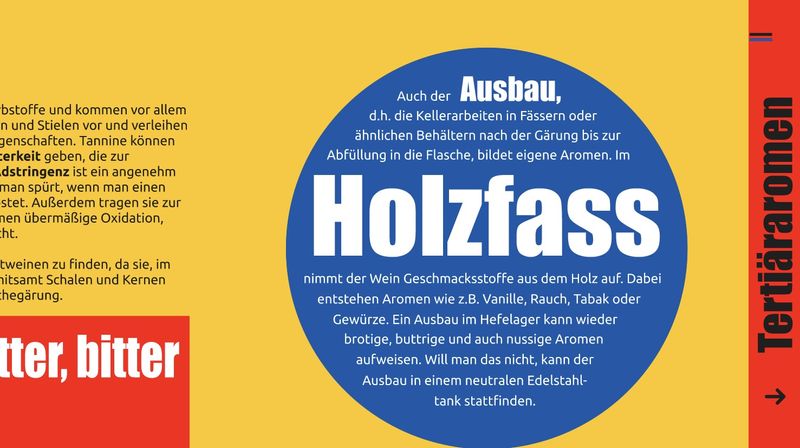 rbstoffe und kommen vor allem
n und Stielen vor und verleihen
genschaften. Tannine können
terkeit geben, die zur
dstringenz ist ein angenehm
man spürt, wenn man einen
stet. Außerdem tragen sie zur
men übermäßige Oxidation,
cht.
tweinen zu finden, da sie, im
mitsamt Schalen und Kernen
chegärung.
tter, bitter
Auch der Ausbau,
d.h. die Kellerarbeiten in Fässern oder
ähnlichen Behältern nach der Gärung bis zur
Abfüllung in die Flasche, bildet eigene Aromen. Im
Holzfass
nimmt der Wein Geschmacksstoffe aus dem Holz auf. Dabei
entstehen Aromen wie z.B. Vanille, Rauch, Tabak oder
Gewürze. Ein Ausbau im Hefelager kann wieder
brotige, buttrige und auch nussige Aromen
aufweisen. Will man das nicht, kann der
Ausbau in einem neutralen Edelstahl-
tank stattfinden.
Tertiäraromen